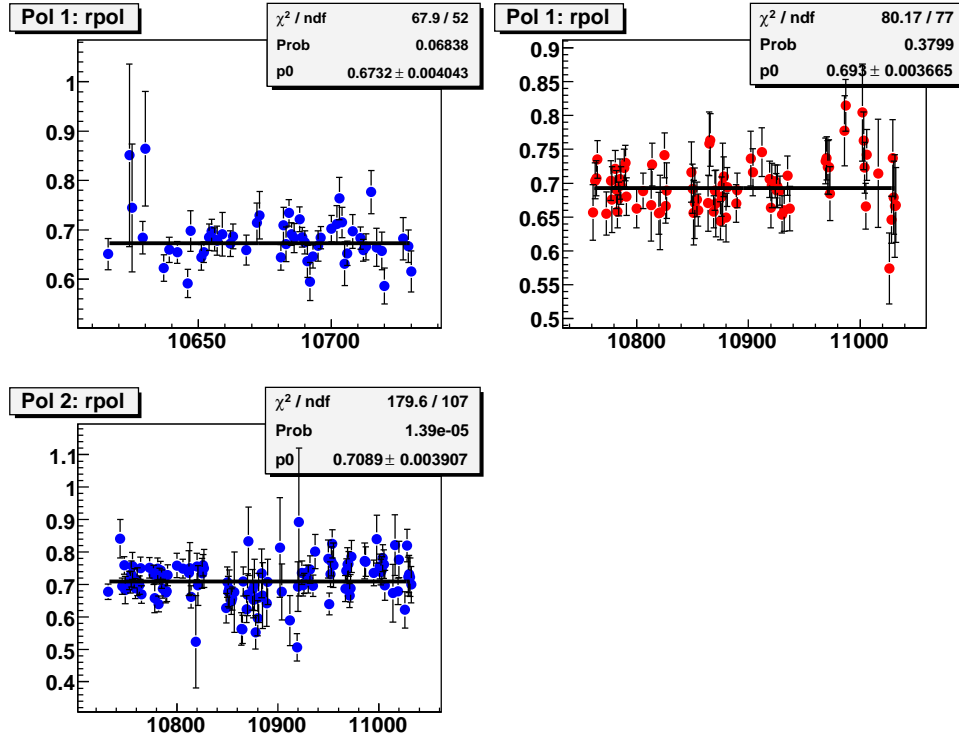 Pol 1: rpol
χ² / ndf 67.9 / 52
Prob 0.06838
p0 0.6732 ± 0.004043
1
0.9
0.8
0.7
0.6
10650 10700
Pol 1: rpol
χ² / ndf 80.17 / 77
Prob 0.3799
p0 0.693 ± 0.003665
0.9
0.85
0.8
0.75
0.7
0.65
0.6
0.55
0.5
10800 10900 11000
Pol 2: rpol
χ² / ndf 179.6 / 107
Prob 1.39e-05
p0 0.7089 ± 0.003907
1.1
1
0.9
0.8
0.7
0.6
0.5
0.4
10800 10900 11000